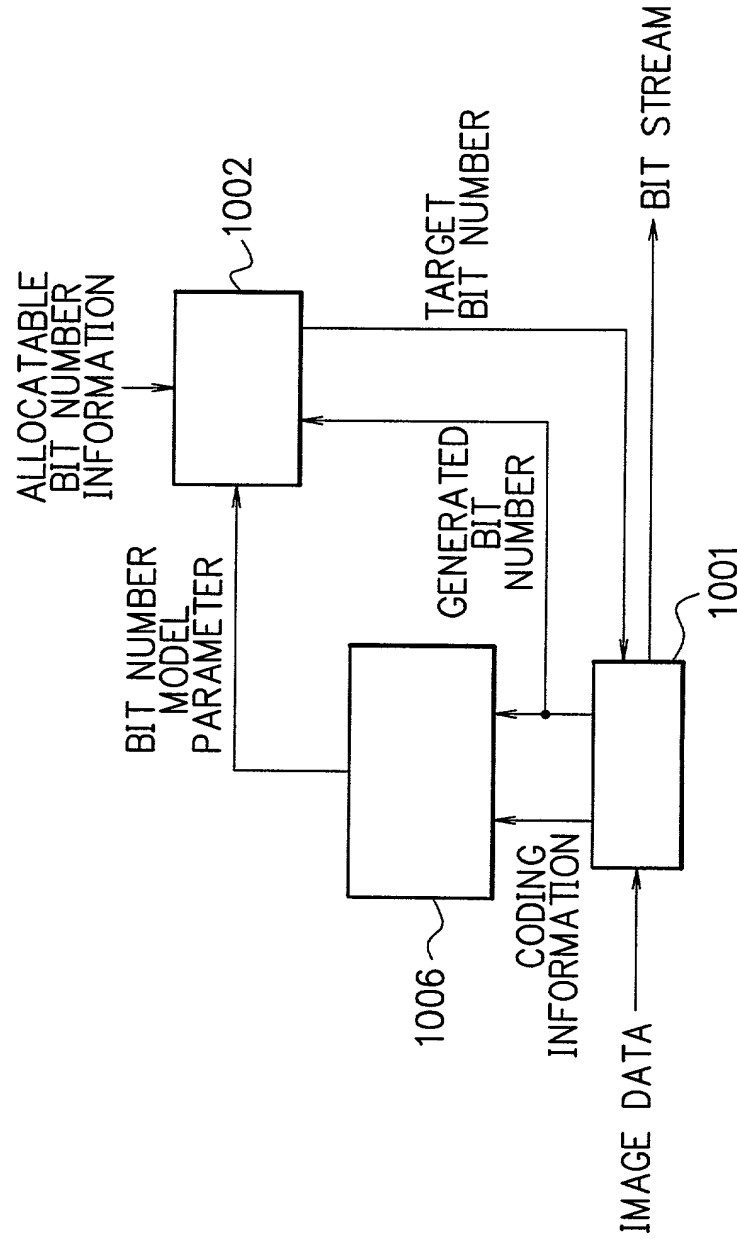 ALLOCATABLE
BIT NUMBER
INFORMATION
1002
BIT NUMBER
MODEL
PARAMETER
TARGET
BIT NUMBER
GENERATED
BIT
NUMBER
1006
CODING
INFORMATION
1001
IMAGE DATA
BIT STREAM